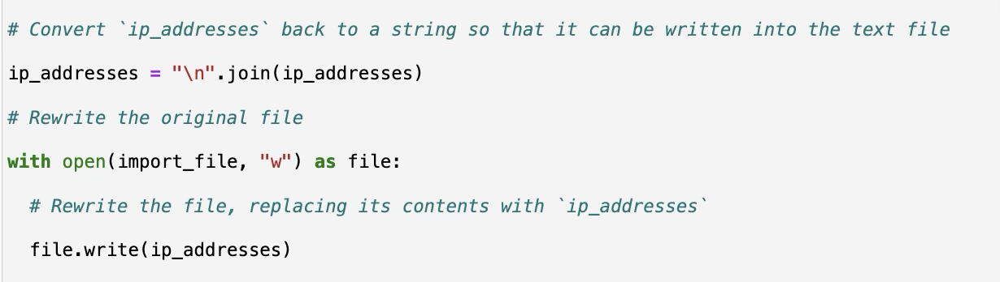 # Convert `ip_addresses` back to a string so that it can be written into the text file
ip_addresses = "\n".join(ip_addresses)
# Rewrite the original file
with open(import_file, "w") as file:
  # Rewrite the file, replacing its contents with `ip_addresses`
  file.write(ip_addresses)